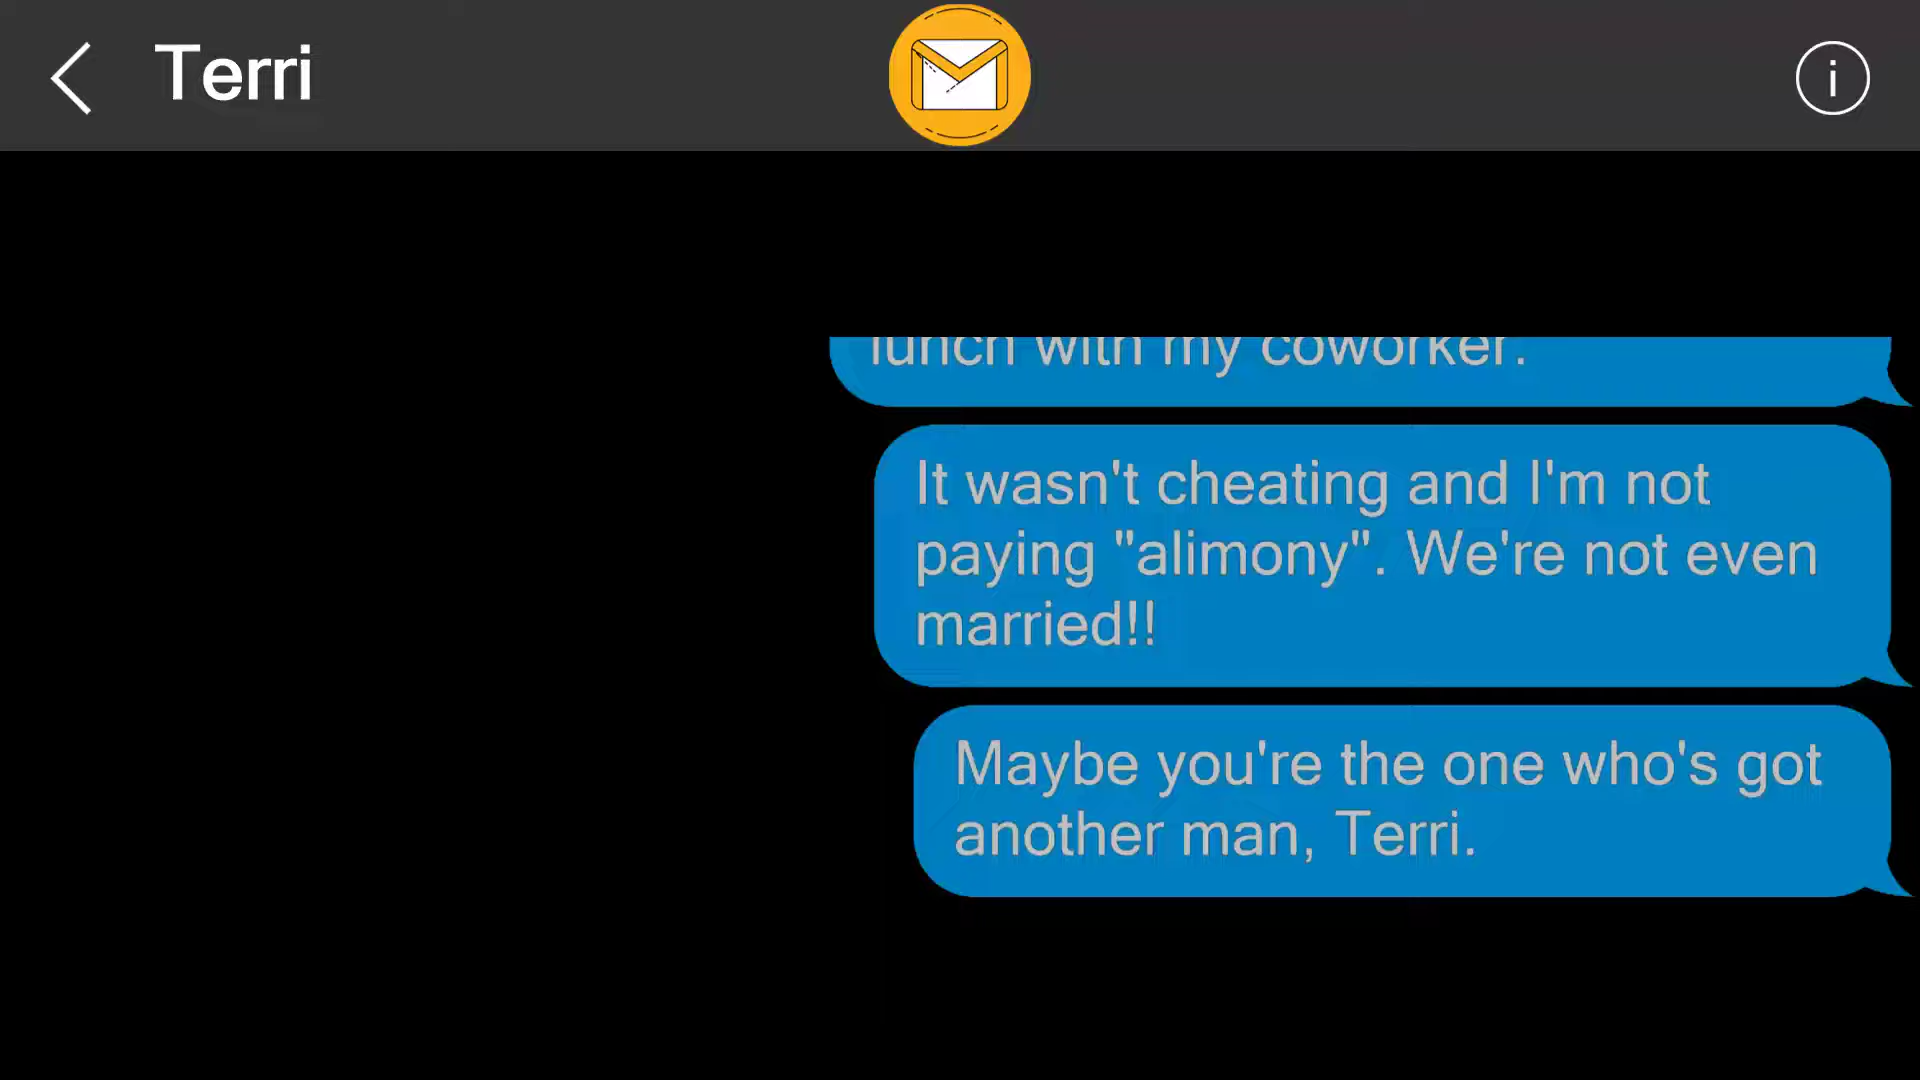 Terri
lunch with my coworker.
It wasn't cheating and I'm not
paying "alimony". We're not even
married!!
Maybe you're the one who's got
another man, Terri.